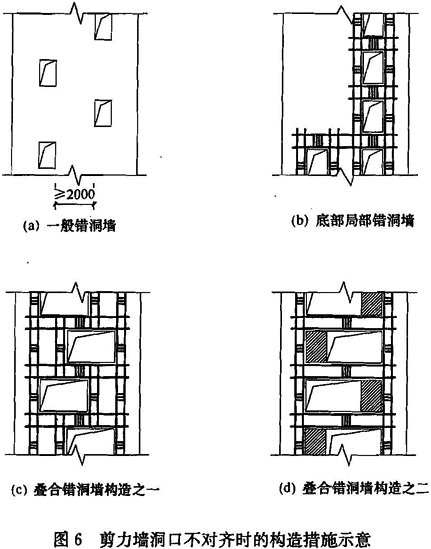 ≥2000
(a) 一般错洞墙
(b) 底部局部错洞墙
(c) 叠合错洞墙构造之一
(d) 叠合错洞墙构造之二
图 6 剪力墙洞口不对齐时的构造措施示意